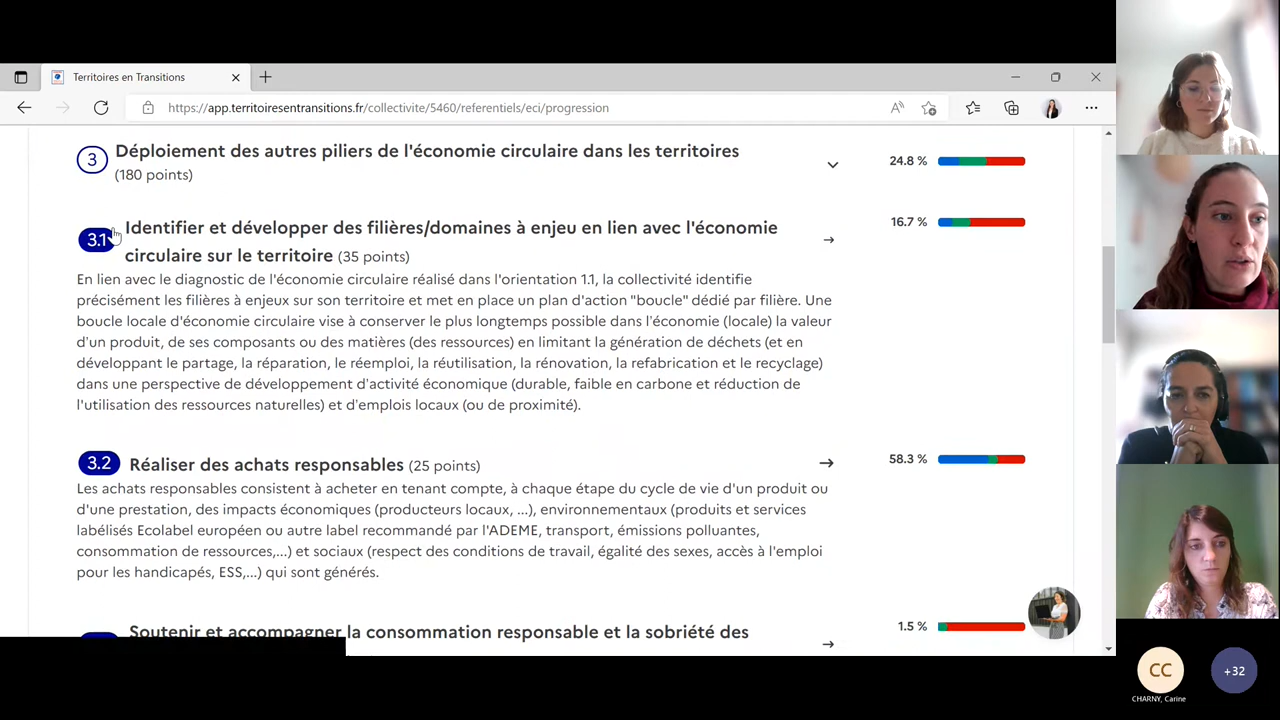 Territoires en Transitions
https://app.territoiresentransitions.fr/collectivite/5460/referentiels/eci/progression
3 Déploiement des autres piliers de l'économie circulaire dans les territoires
(180 points)
24.8 %
3.1 Identifier et développer des filières/domaines à enjeu en lien avec l'économie
circulaire sur le territoire (35 points)
16.7 %
En lien avec le diagnostic de l'économie circulaire réalisé dans l'orientation 1.1, la collectivité identifie
précisément les filières à enjeux sur son territoire et met en place un plan d'action "boucle" dédié par filière. Une
boucle locale d'économie circulaire vise à conserver le plus longtemps possible dans l'économie (locale) la valeur
d'un produit, de ses composants ou des matières (des ressources) en limitant la génération de déchets (et en
développant le partage, la réparation, le réemploi, la réutilisation, la rénovation, la refabrication et le recyclage)
dans une perspective de développement d'activité économique (durable, faible en carbone et réduction de
l'utilisation des ressources naturelles) et d'emplois locaux (ou de proximité).
3.2 Réaliser des achats responsables (25 points)
58.3 %
Les achats responsables consistent à acheter en tenant compte, à chaque étape du cycle de vie d'un produit ou
d'une prestation, des impacts économiques (producteurs locaux, ...), environnementaux (produits et services
labélisés Ecolabel européen ou autre label recommandé par l'ADEME, transport, émissions polluantes,
consommation de ressources,...) et sociaux (respect des conditions de travail, égalité des sexes, accès à l'emploi
pour les handicapés, ESS,...) qui sont générés.
Soutenir et accompagner la consommation responsable et la sobriété des
1.5 %
CC
+32
CHARNY, Carine